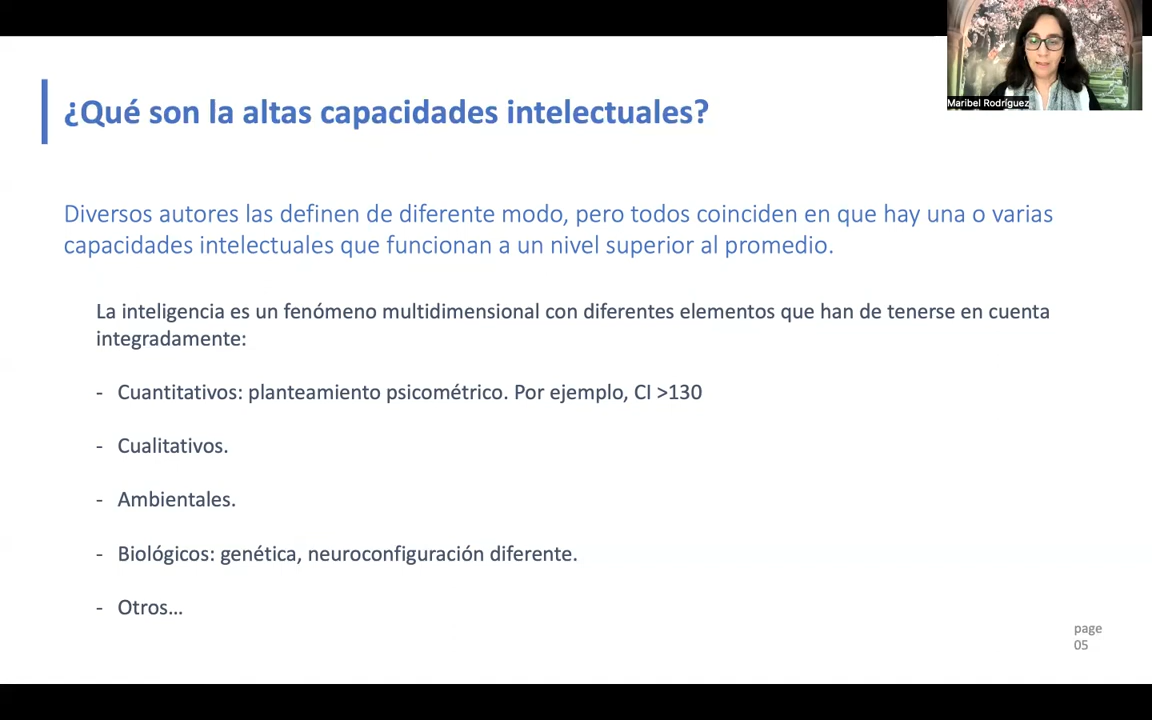 Maribel Rodríguez
¿Qué son la altas capacidades intelectuales?
Diversos autores las definen de diferente modo, pero todos coinciden en que hay una o varias
capacidades intelectuales que funcionan a un nivel superior al promedio.
La inteligencia es un fenómeno multidimensional con diferentes elementos que han de tenerse en cuenta
integradamente:
- Cuantitativos: planteamiento psicométrico. Por ejemplo, CI >130
- Cualitativos.
- Ambientales.
- Biológicos: genética, neuroconfiguración diferente.
- Otros…
page
05